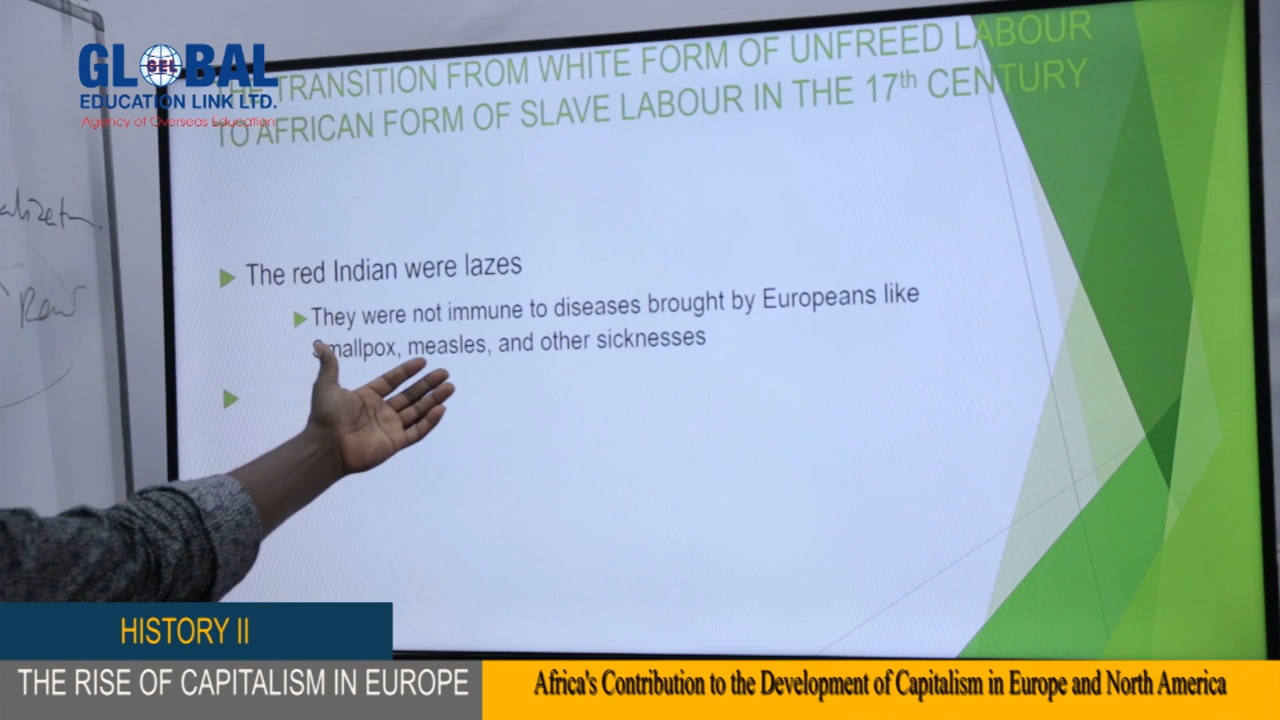 GLOBAL
GEL
EDUCATION LINK LTD.
Agency of Overseas Education
THE TRANSITION FROM WHITE FORM OF UNFREED LABOUR
TO AFRICAN FORM OF SLAVE LABOUR IN THE 17th CENTURY
The red Indian were lazes
They were not immune to diseases brought by Europeans like
Smallpox, measles, and other sicknesses
HISTORY II
THE RISE OF CAPITALISM IN EUROPE
Africa's Contribution to the Development of Capitalism in Europe and North America